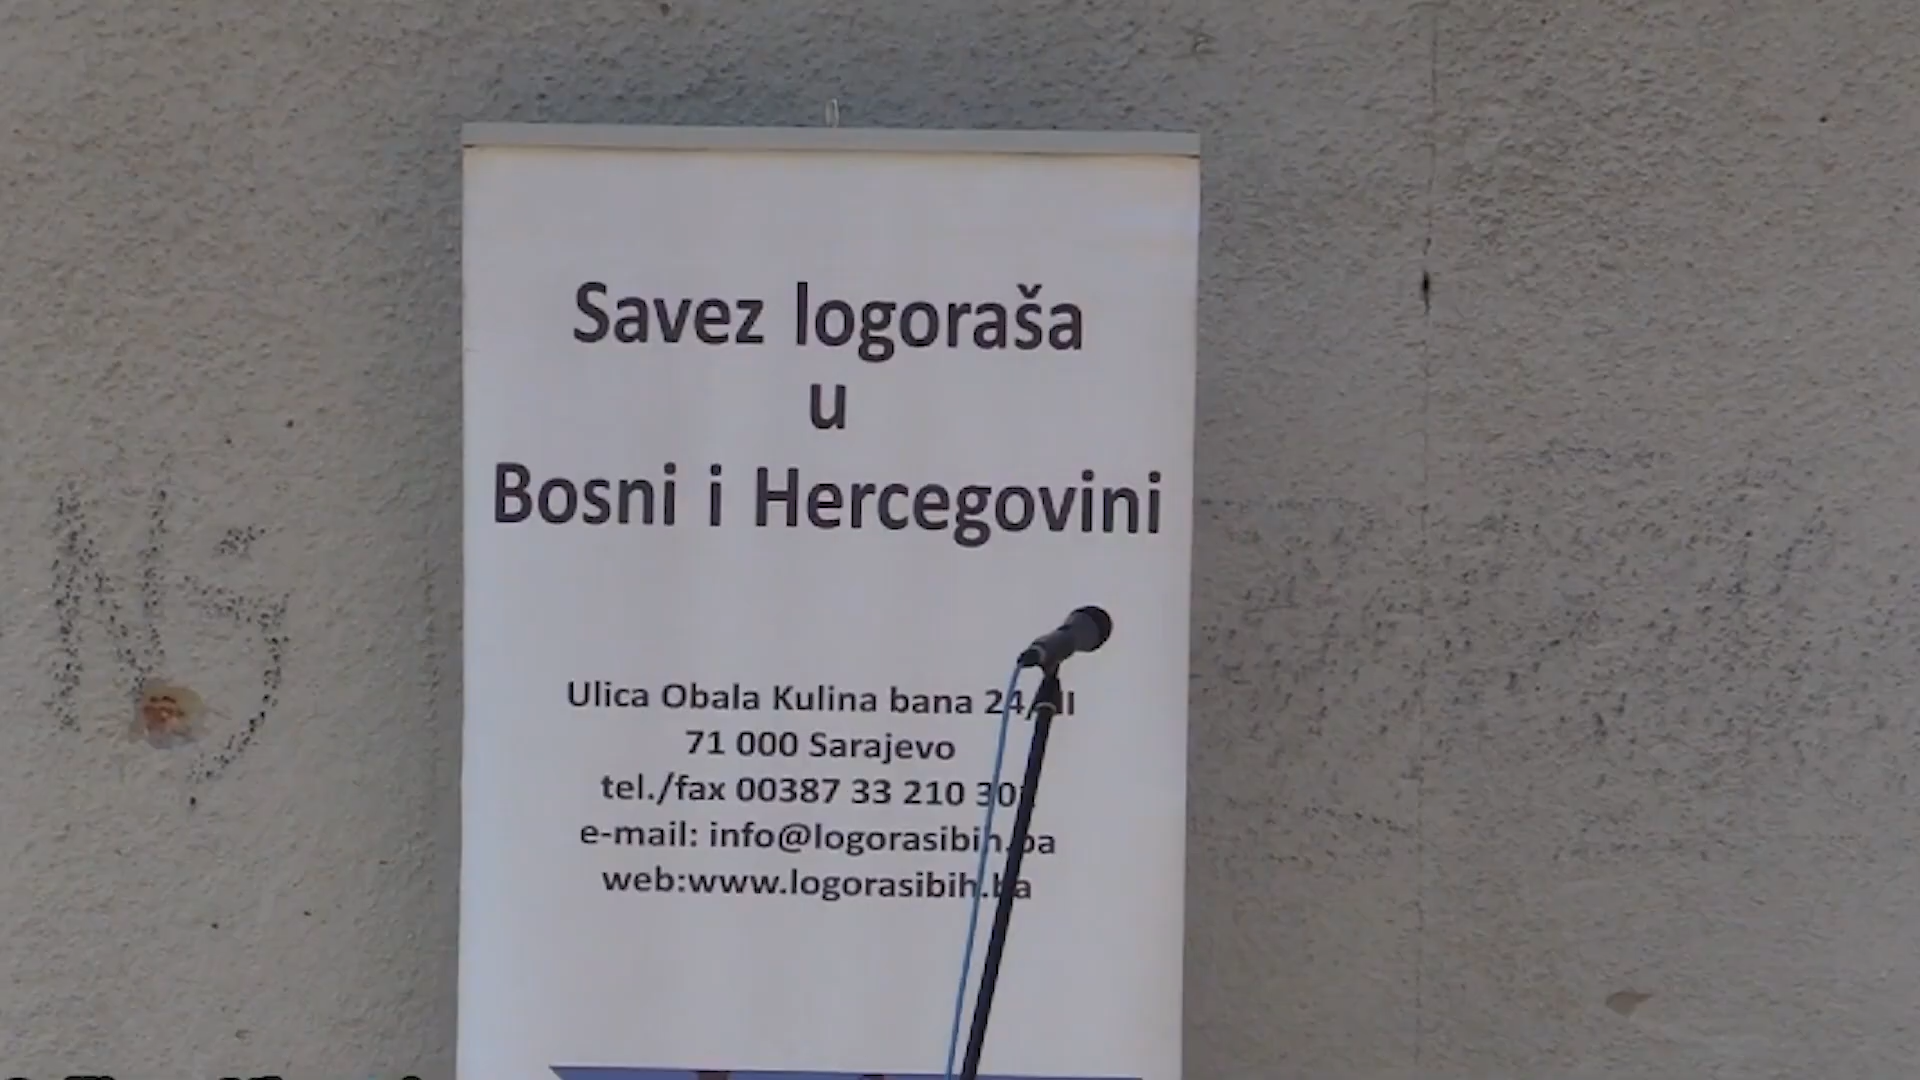 Savez logoraša
u
Bosni i Hercegovini
Ulica Obala Kulina bana
71 000 Sarajevo
tel./fax 00387 33 210
e-mail: info@logorasibih.ba
web:www.logorasibih.ba
NS